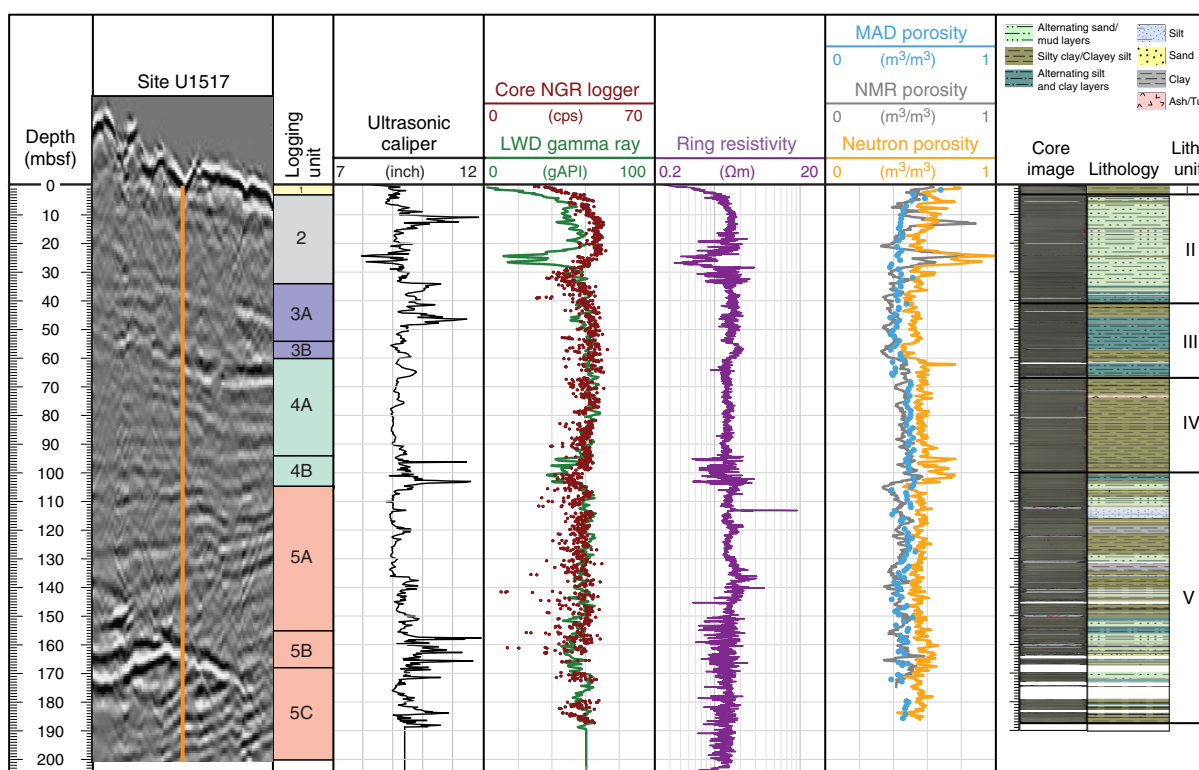 Site U1517
Depth
(mbsf)
Logging
unit
Ultrasonic
caliper
7 (inch) 12
Core NGR logger
0 (cps) 70
LWD gamma ray
0 (gAPI) 100
Ring resistivity
0.2 (Ωm) 20
MAD porosity
0 (m³/m³) 1
NMR porosity
0 (m³/m³) 1
Neutron porosity
0 (m³/m³) 1
Core
image
Lithology
Lith
unit
Alternating sand/
mud layers
Silty clay/Clayey silt
Alternating silt
and clay layers
Silt
Sand
Clay
Ash/Tu
0
10
20
30
40
50
60
70
80
90
100
110
120
130
140
150
160
170
180
190
200
1
2
3A
3B
4A
4B
5A
5B
5C
I
II
III
IV
V